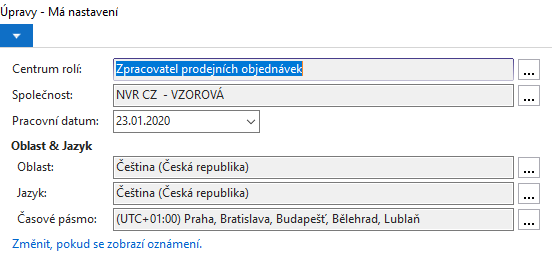 Úpravy - Má nastavení
Centrum rolí: Zpracovatel prodejních objednávek ...
Společnost: NVR CZ - VZOROVÁ ...
Pracovní datum: 23.01.2020
Oblast & Jazyk
Oblast: Čeština (Česká republika) ...
Jazyk: Čeština (Česká republika) ...
Časové pásmo: (UTC+01:00) Praha, Bratislava, Budapešť, Bělehrad, Lublaň ...
Změnit, pokud se zobrazí oznámení.